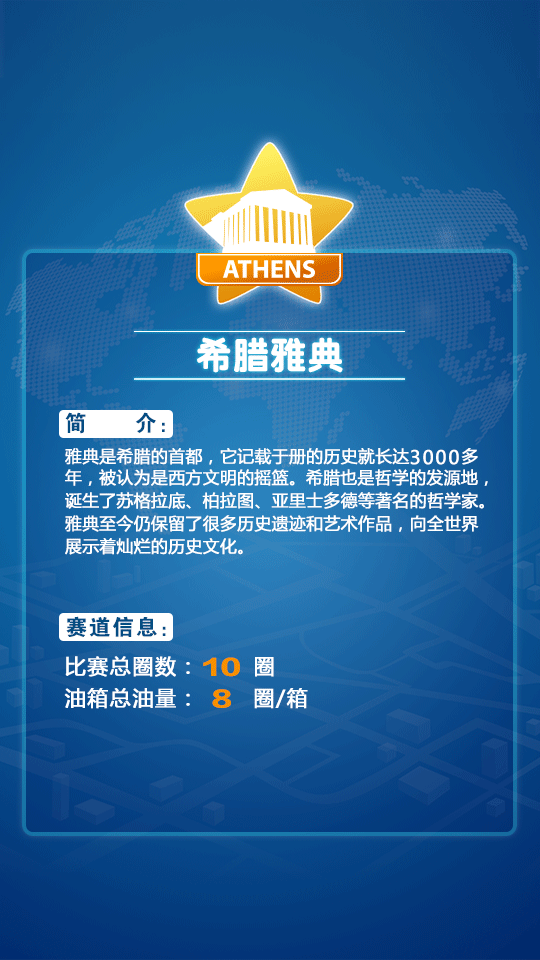 ATHENS
希腊雅典
简 介:
雅典是希腊的首都，它记载于册的历史就长达3000多
年，被认为是西方文明的摇篮。希腊也是哲学的发源地，
诞生了苏格拉底、柏拉图、亚里士多德等著名的哲学家。
雅典至今仍保留了很多历史遗迹和艺术作品，向全世界
展示着灿烂的历史文化。
赛道信息:
比赛总圈数：10 圈
油箱总油量：8 圈/箱